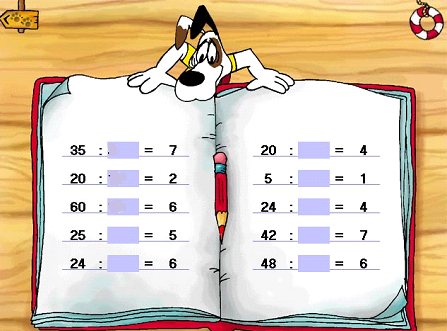 35 : = 7
20 : = 2
60 : = 6
25 : = 5
24 : = 6
20 : = 4
5 : = 1
24 : = 4
42 : = 7
48 : = 6